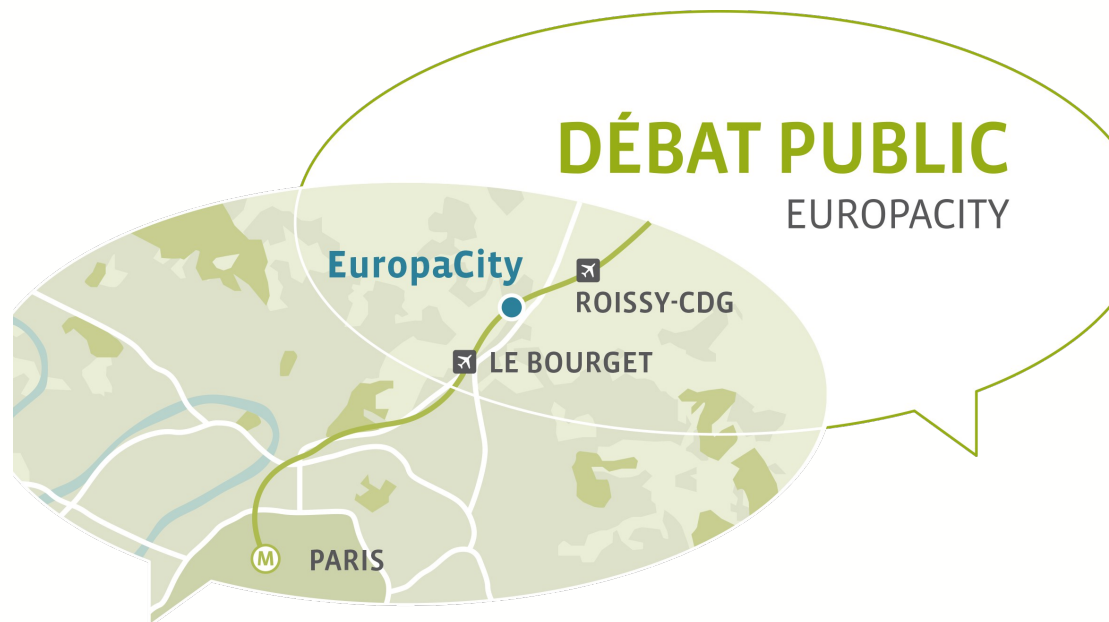 DÉBAT PUBLIC
EUROPACITY
EuropaCity
ROISSY-CDG
LE BOURGET
M
PARIS